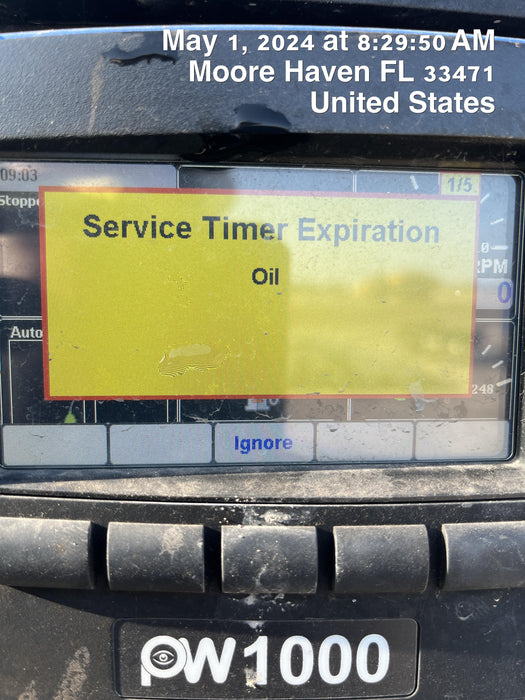 May 1, 2024 at 8:29:50 AM
Moore Haven FL 33471
United States
09:03
1/5
Stoppe
Service Timer Expiration
Oil
RPM
0
Auto
248
Ignore
PW1000